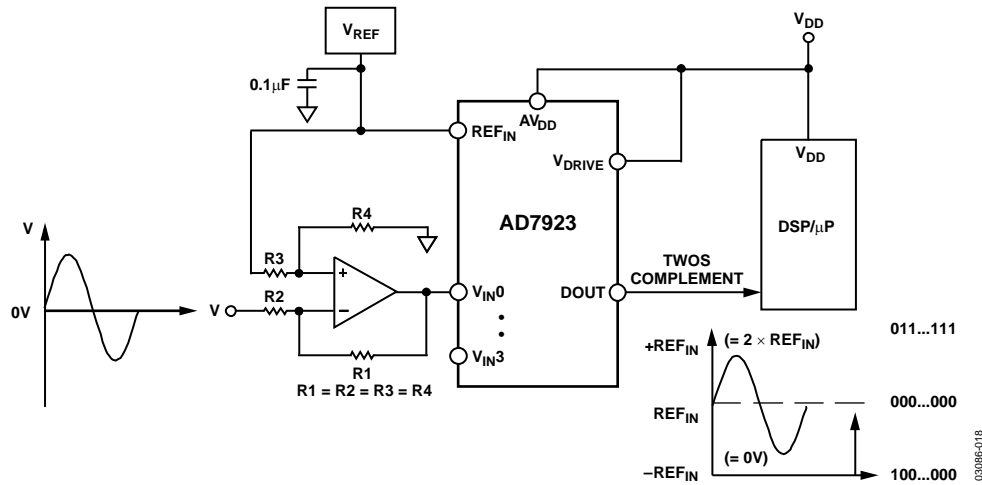 VREF
0.1µF
VDD
REFIN
AVDD
VDRIVE
VDD
AD7923
DSP/µP
R4
R3
TWOS
COMPLEMENT
V
0V
R2
V
+
–
VIN0
DOUT
VIN3
R1
R1 = R2 = R3 = R4
+REFIN
(= 2 × REFIN)
011...111
REFIN
000...000
(= 0V)
–REFIN
100...000
03086-018